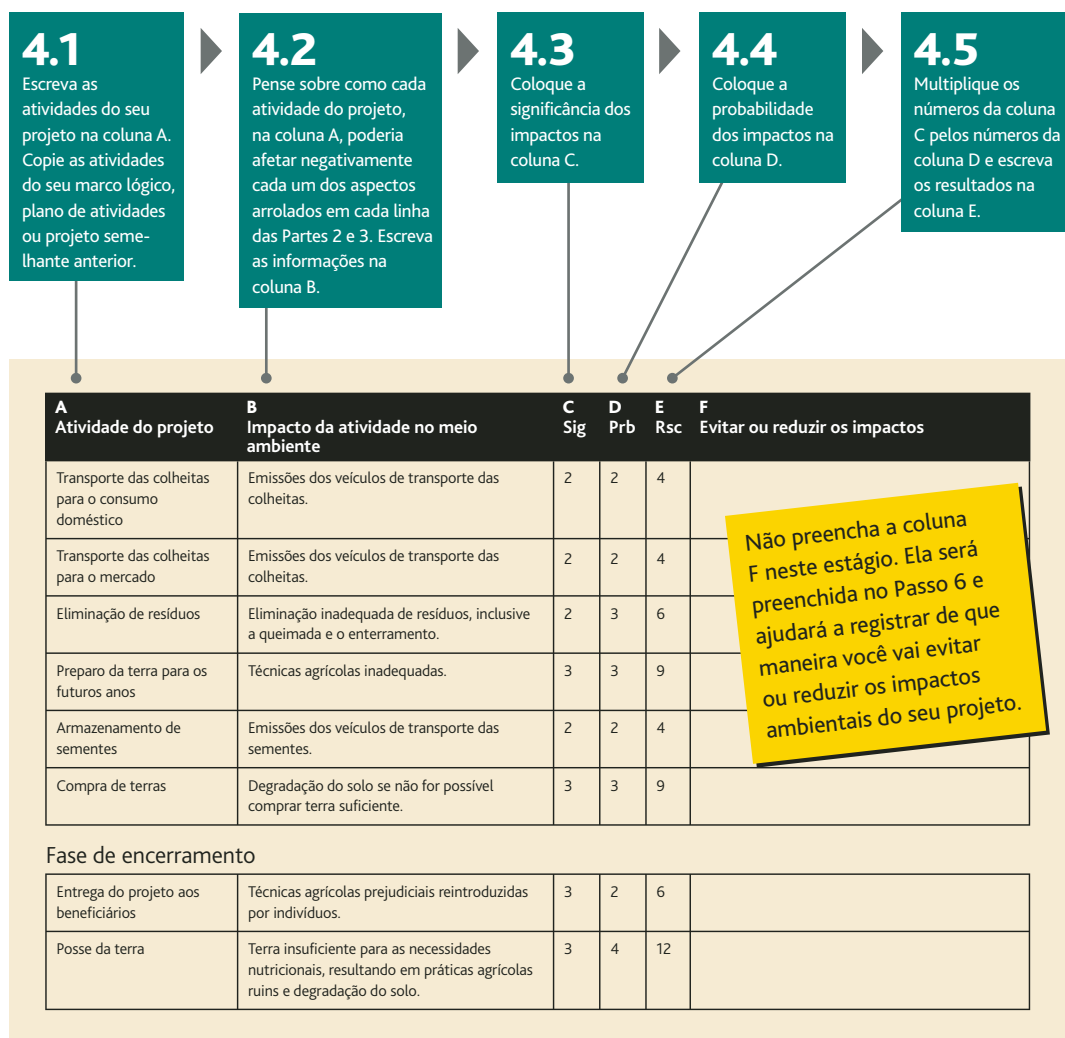 4.1
Escreva as
atividades do seu
projeto na coluna A.
Copie as atividades
do seu marco lógico,
plano de atividades
ou projeto seme-
lhante anterior.
4.2
Pense sobre como cada
atividade do projeto,
na coluna A, poderia
afetar negativamente
cada um dos aspectos
arrolados em cada linha
das Partes 2 e 3. Escreva
as informações na
coluna B.
4.3
Coloque a
significância dos
impactos na
coluna C.
4.4
Coloque a
probabilidade
dos impactos na
coluna D.
4.5
Multiplique os
números da coluna
C pelos números da
coluna D e escreva
os resultados na
coluna E.
A
Atividade do projeto
B
Impacto da atividade no meio
ambiente
C
Sig
D
Prb
E
Rsc
F
Evitar ou reduzir os impactos
Transporte das colheitas
para o consumo
doméstico
Emissões dos veículos de transporte das
colheitas.
2
2
4
Transporte das colheitas
para o mercado
Emissões dos veículos de transporte das
colheitas.
2
2
4
Eliminação de resíduos
Eliminação inadequada de resíduos, inclusive
a queimada e o enterramento.
2
3
6
Preparo da terra para os
futuros anos
Técnicas agrícolas inadequadas.
3
3
9
Armazenamento de
sementes
Emissões dos veículos de transporte das
sementes.
2
2
4
Compra de terras
Degradação do solo se não for possível
comprar terra suficiente.
3
3
9
Não preencha a coluna
F neste estágio. Ela será
preenchida no Passo 6 e
ajudará a registrar de que
maneira você vai evitar
ou reduzir os impactos
ambientais do seu projeto.
Fase de encerramento
Entrega do projeto aos
beneficiários
Técnicas agrícolas prejudiciais reintroduzidas
por indivíduos.
3
2
6
Posse da terra
Terra insuficiente para as necessidades
nutricionais, resultando em práticas agrícolas
ruins e degradação do solo.
3
4
12